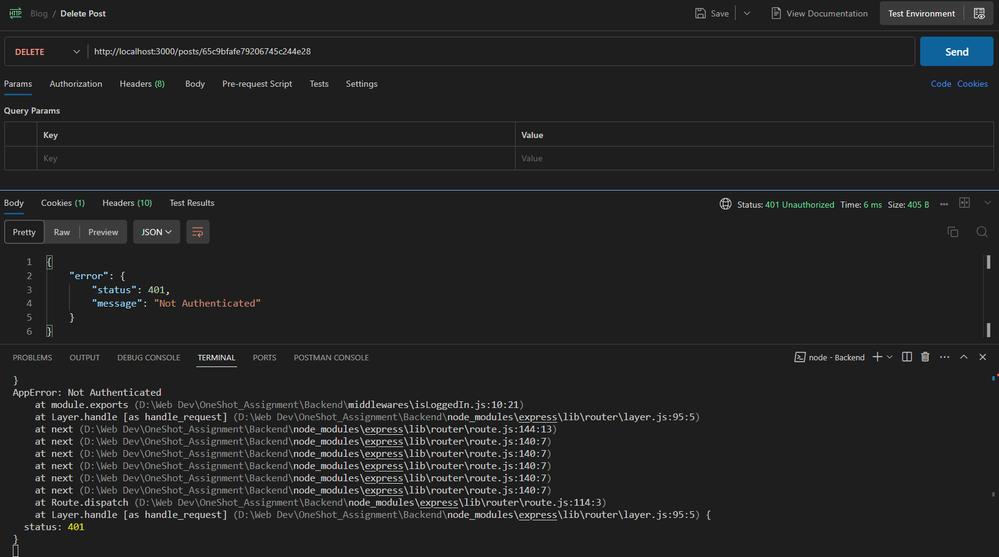 HTTP Blog / Delete Post Save View Documentation Test Environment
DELETE http://localhost:3000/posts/65c9bfafe79206745c244e28 Send
Params Authorization Headers (8) Body Pre-request Script Tests Settings Code Cookies
Query Params
Key Value
Key Value
Body Cookies (1) Headers (10) Test Results Status: 401 Unauthorized Time: 6 ms Size: 405 B
Pretty Raw Preview JSON
1 {
2 "error": {
3 "status": 401,
4 "message": "Not Authenticated"
5 }
6 }
PROBLEMS OUTPUT DEBUG CONSOLE TERMINAL PORTS POSTMAN CONSOLE node - Backend
}
AppError: Not Authenticated
at module.exports (D:\Web Dev\OneShot_Assignment\Backend\middlewares\isLoggedIn.js:10:21)
at Layer.handle [as handle_request] (D:\Web Dev\OneShot_Assignment\Backend\node_modules\express\lib\router\layer.js:95:5)
at next (D:\Web Dev\OneShot_Assignment\Backend\node_modules\express\lib\router\route.js:144:13)
at next (D:\Web Dev\OneShot_Assignment\Backend\node_modules\express\lib\router\route.js:140:7)
at next (D:\Web Dev\OneShot_Assignment\Backend\node_modules\express\lib\router\route.js:140:7)
at next (D:\Web Dev\OneShot_Assignment\Backend\node_modules\express\lib\router\route.js:140:7)
at next (D:\Web Dev\OneShot_Assignment\Backend\node_modules\express\lib\router\route.js:140:7)
at next (D:\Web Dev\OneShot_Assignment\Backend\node_modules\express\lib\router\route.js:140:7)
at Route.dispatch (D:\Web Dev\OneShot_Assignment\Backend\node_modules\express\lib\router\route.js:114:3)
at Layer.handle [as handle_request] (D:\Web Dev\OneShot_Assignment\Backend\node_modules\express\lib\router\layer.js:95:5) {
status: 401
}